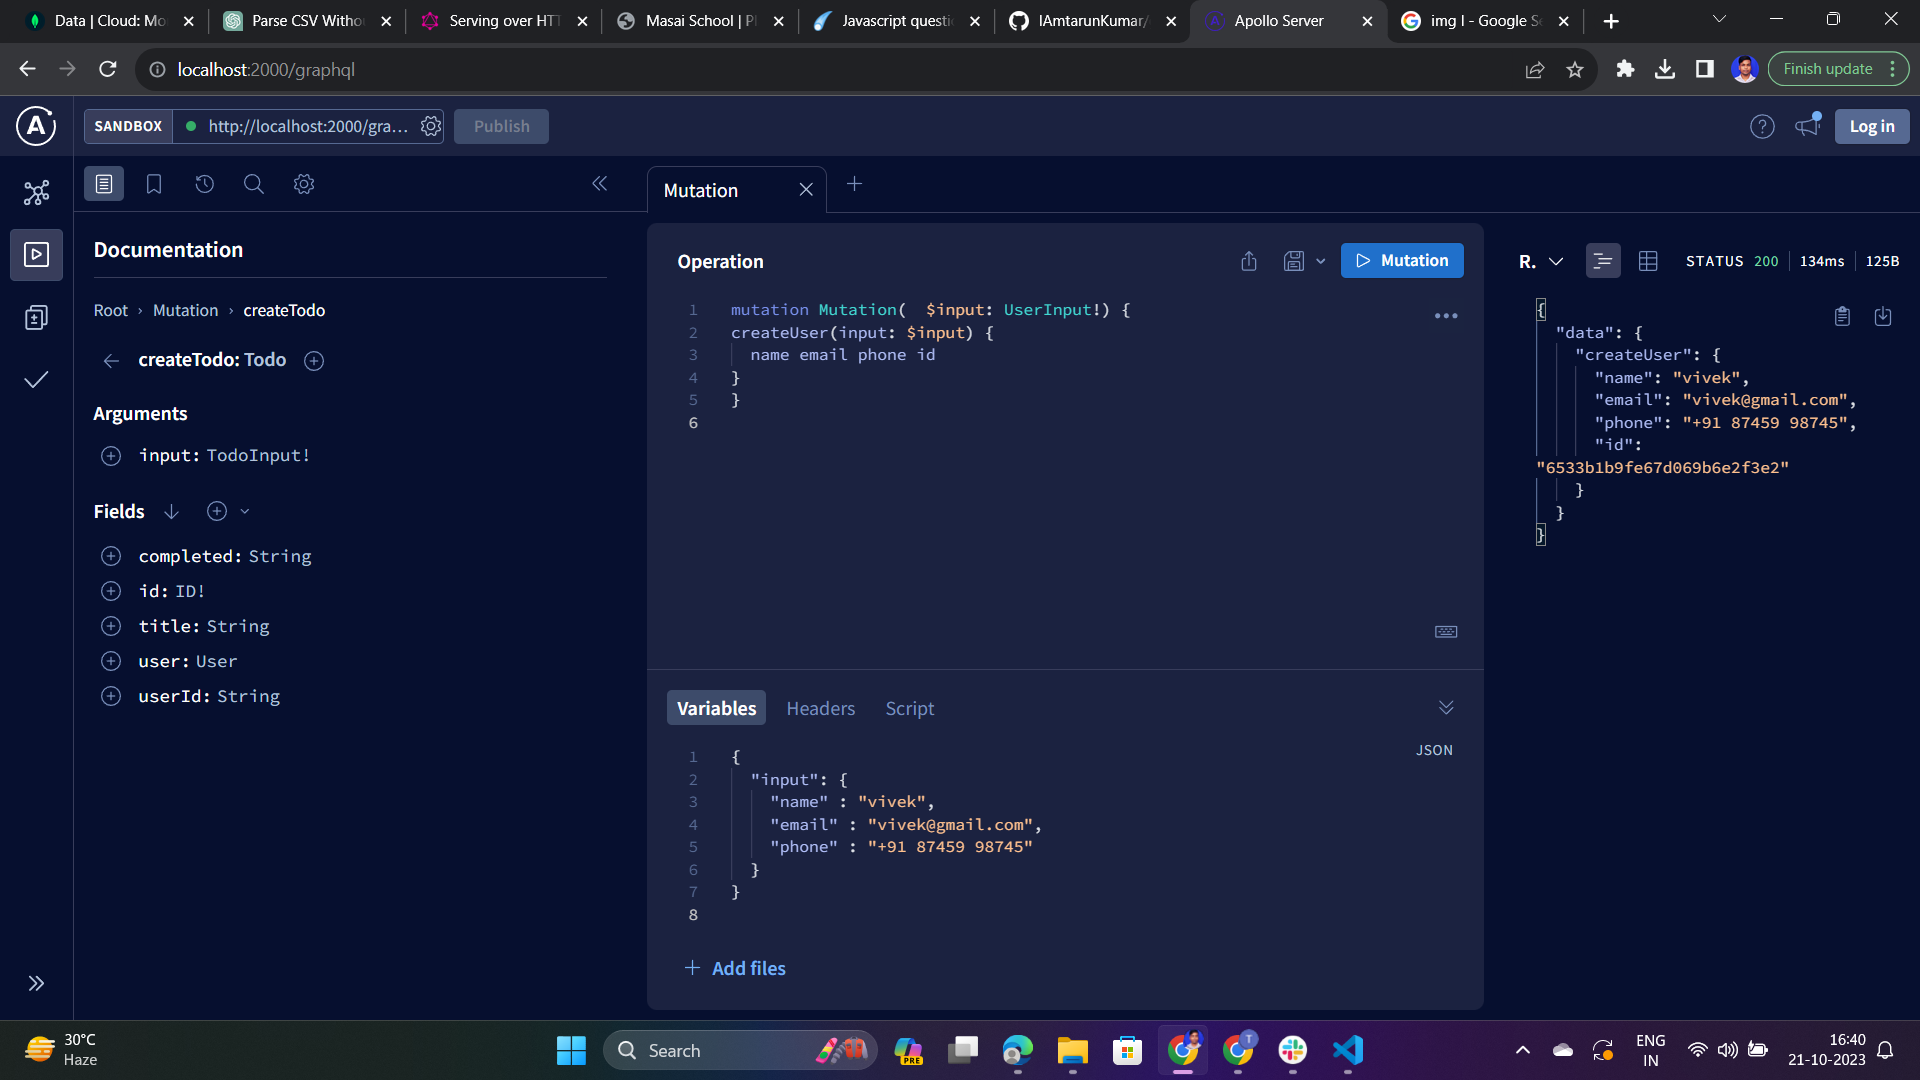 Data | Cloud: Mo
Parse CSV Witho
Serving over HTT
Masai School | Pl
Javascript questio
IAmtarunKumar/
Apollo Server
img l - Google Se
localhost:2000/graphql
Finish update
SANDBOX
http://localhost:2000/gra...
Publish
Log in
Documentation
Root › Mutation › createTodo
createTodo: Todo
Arguments
input: TodoInput!
Fields
completed: String
id: ID!
title: String
user: User
userId: String
Mutation
Operation
Mutation
1 mutation Mutation(  $input: UserInput!) {
2 createUser(input: $input) {
3 name email phone id
4 }
5 }
6
Variables
Headers
Script
JSON
1 {
2 "input": {
3 "name" : "vivek",
4 "email" : "vivek@gmail.com",
5 "phone" : "+91 87459 98745"
6 }
7 }
8
Add files
R.
STATUS 200
134ms
125B
{
"data": {
"createUser": {
"name": "vivek",
"email": "vivek@gmail.com",
"phone": "+91 87459 98745",
"id":
"6533b1b9fe67d069b6e2f3e2"
}
}
}
30°C
Haze
Search
PRE
T
ENG
IN
16:40
21-10-2023